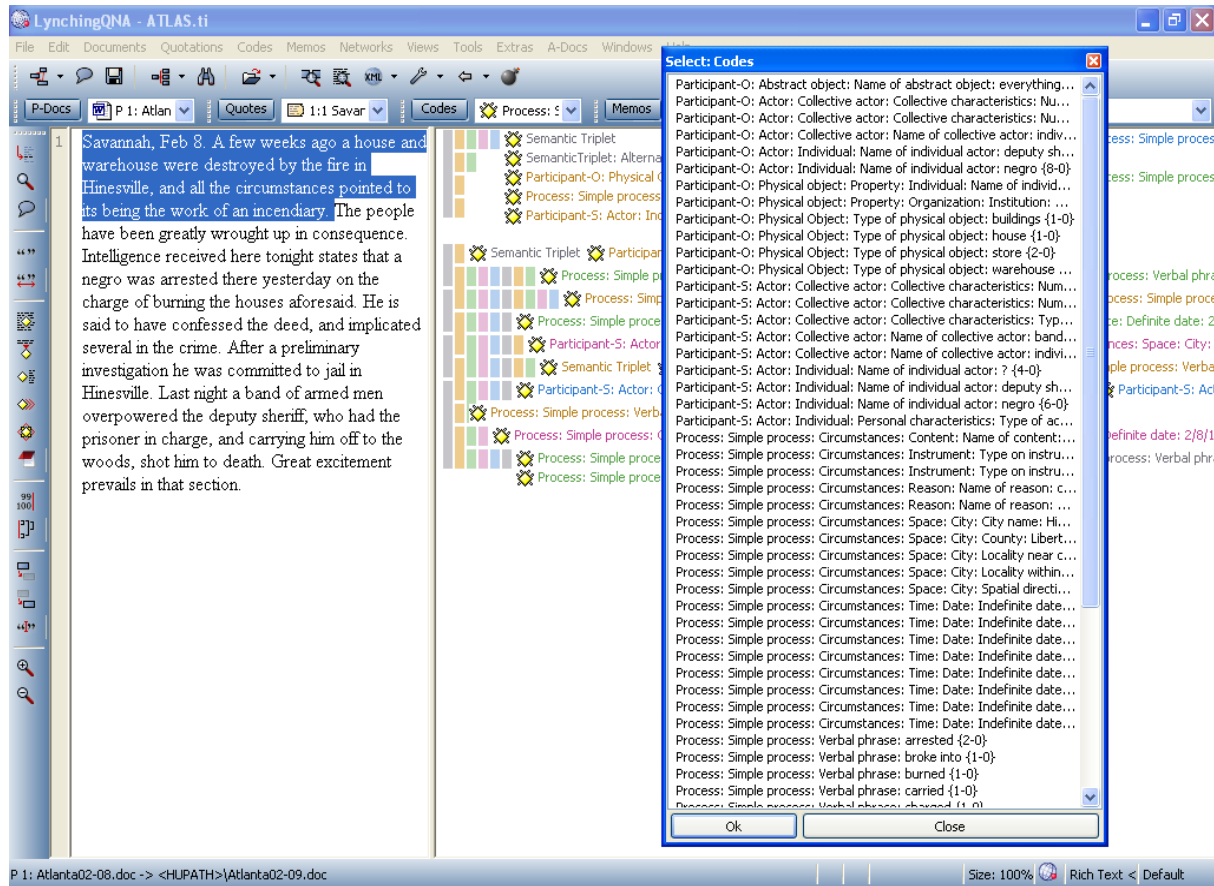 LynchingQNA - ATLAS.ti
File Edit Documents Quotations Codes Memos Networks Views Tools Extras A-Docs Windows
P-Docs P 1: Atlan Quotes 1:1 Savar Codes Process: S Memos
1
Savannah, Feb 8. A few weeks ago a house and
warehouse were destroyed by the fire in
Hinesville, and all the circumstances pointed to
its being the work of an incendiary. The people
have been greatly wrought up in consequence.
Intelligence received here tonight states that a
negro was arrested there yesterday on the
charge of burning the houses aforesaid. He is
said to have confessed the deed, and implicated
several in the crime. After a preliminary
investigation he was committed to jail in
Hinesville. Last night a band of armed men
overpowered the deputy sheriff, who had the
prisoner in charge, and carrying him off to the
woods, shot him to death. Great excitement
prevails in that section.
Semantic Triplet
SemanticTriplet: Alterna
Participant-O: Physical
Process: Simple process
Participant-S: Actor: Ind
Semantic Triplet Participan
Process: Simple p
Process: Simp
Process: Simple proce
Participant-S: Actor
Semantic Triplet
Participant-S: Actor:
Process: Simple process: Verb
Process: Simple process:
Process: Simple proce
Process: Simple proce
Select: Codes
Participant-O: Abstract object: Name of abstract object: everything...
Participant-O: Actor: Collective actor: Collective characteristics: Nu...
Participant-O: Actor: Collective actor: Collective characteristics: Nu...
Participant-O: Actor: Collective actor: Name of collective actor: indiv...
Participant-O: Actor: Individual: Name of individual actor: deputy sh...
Participant-O: Actor: Individual: Name of individual actor: negro {8-0}
Participant-O: Physical object: Property: Individual: Name of individ...
Participant-O: Physical object: Property: Organization: Institution: ...
Participant-O: Physical Object: Type of physical object: buildings {1-0}
Participant-O: Physical Object: Type of physical object: house {1-0}
Participant-O: Physical Object: Type of physical object: store {2-0}
Participant-O: Physical Object: Type of physical object: warehouse ...
Participant-S: Actor: Collective actor: Collective characteristics: Num...
Participant-S: Actor: Collective actor: Collective characteristics: Num...
Participant-S: Actor: Collective actor: Collective characteristics: Typ...
Participant-S: Actor: Collective actor: Name of collective actor: band...
Participant-S: Actor: Collective actor: Name of collective actor: indivi...
Participant-S: Actor: Individual: Name of individual actor: ? {4-0}
Participant-S: Actor: Individual: Name of individual actor: deputy sh...
Participant-S: Actor: Individual: Name of individual actor: negro {6-0}
Participant-S: Actor: Individual: Personal characteristics: Type of ac...
Process: Simple process: Circumstances: Content: Name of content:...
Process: Simple process: Circumstances: Instrument: Type on instru...
Process: Simple process: Circumstances: Instrument: Type on instru...
Process: Simple process: Circumstances: Reason: Name of reason: c...
Process: Simple process: Circumstances: Reason: Name of reason: ...
Process: Simple process: Circumstances: Space: City: City name: Hi...
Process: Simple process: Circumstances: Space: City: County: Libert...
Process: Simple process: Circumstances: Space: City: Locality near c...
Process: Simple process: Circumstances: Space: City: Locality within...
Process: Simple process: Circumstances: Space: City: Spatial directi...
Process: Simple process: Circumstances: Time: Date: Indefinite date...
Process: Simple process: Circumstances: Time: Date: Indefinite date...
Process: Simple process: Circumstances: Time: Date: Indefinite date...
Process: Simple process: Circumstances: Time: Date: Indefinite date...
Process: Simple process: Circumstances: Time: Date: Indefinite date...
Process: Simple process: Circumstances: Time: Date: Indefinite date...
Process: Simple process: Circumstances: Time: Date: Indefinite date...
Process: Simple process: Circumstances: Time: Date: Indefinite date...
Process: Simple process: Verbal phrase: arrested {2-0}
Process: Simple process: Verbal phrase: broke into {1-0}
Process: Simple process: Verbal phrase: burned {1-0}
Process: Simple process: Verbal phrase: carried {1-0}
Process: Simple process: Verbal phrase: charged {1-0}
Ok Close
cess: Simple proces
cess: Simple proces
rocess: Verbal phra
ocess: Simple proce
ce: Definite date: 2
nces: Space: City:
ple process: Verba
Participant-S: Act
Definite date: 2/8/1
rocess: Verbal phr
P 1: Atlanta02-08.doc -> <HUPATH>\Atlanta02-09.doc
Size: 100% Rich Text < Default